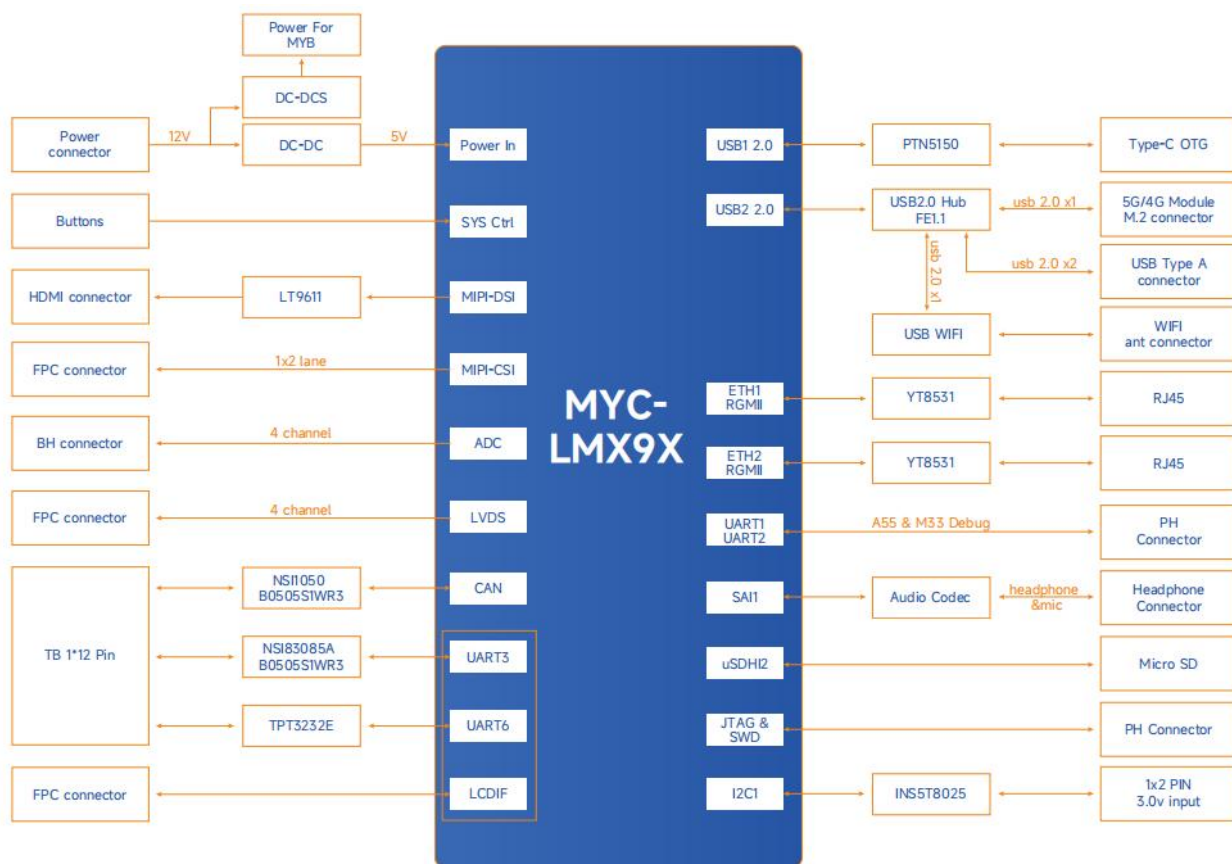 Power For
MYB
DC-DCS
Power
connector
12V
DC-DC
5V
Power In
Buttons
SYS Ctrl
HDMI connector
LT9611
MIPI-DSI
FPC connector
1x2 lane
MIPI-CSI
BH connector
4 channel
ADC
FPC connector
4 channel
LVDS
TB 1*12 Pin
NSI1050
B0505S1WR3
CAN
NSI83085A
B0505S1WR3
UART3
TPT3232E
UART6
FPC connector
LCDIF
MYC-
LMX9X
USB1 2.0
PTN5150
Type-C OTG
USB2 2.0
USB2.0 Hub
FE1.1
usb 2.0 x1
5G/4G Module
M.2 connector
usb 2.0 x2
USB Type A
connector
usb 2.0 x1
USB WIFI
WIFI
ant connector
ETH1
RGMII
YT8531
RJ45
ETH2
RGMII
YT8531
RJ45
UART1
UART2
A55 & M33 Debug
PH
Connector
SAI1
Audio Codec
headphone
&mic
Headphone
Connector
uSDHI2
Micro SD
JTAG &
SWD
PH Connector
I2C1
INS5T8025
1x2 PIN
3.0v input